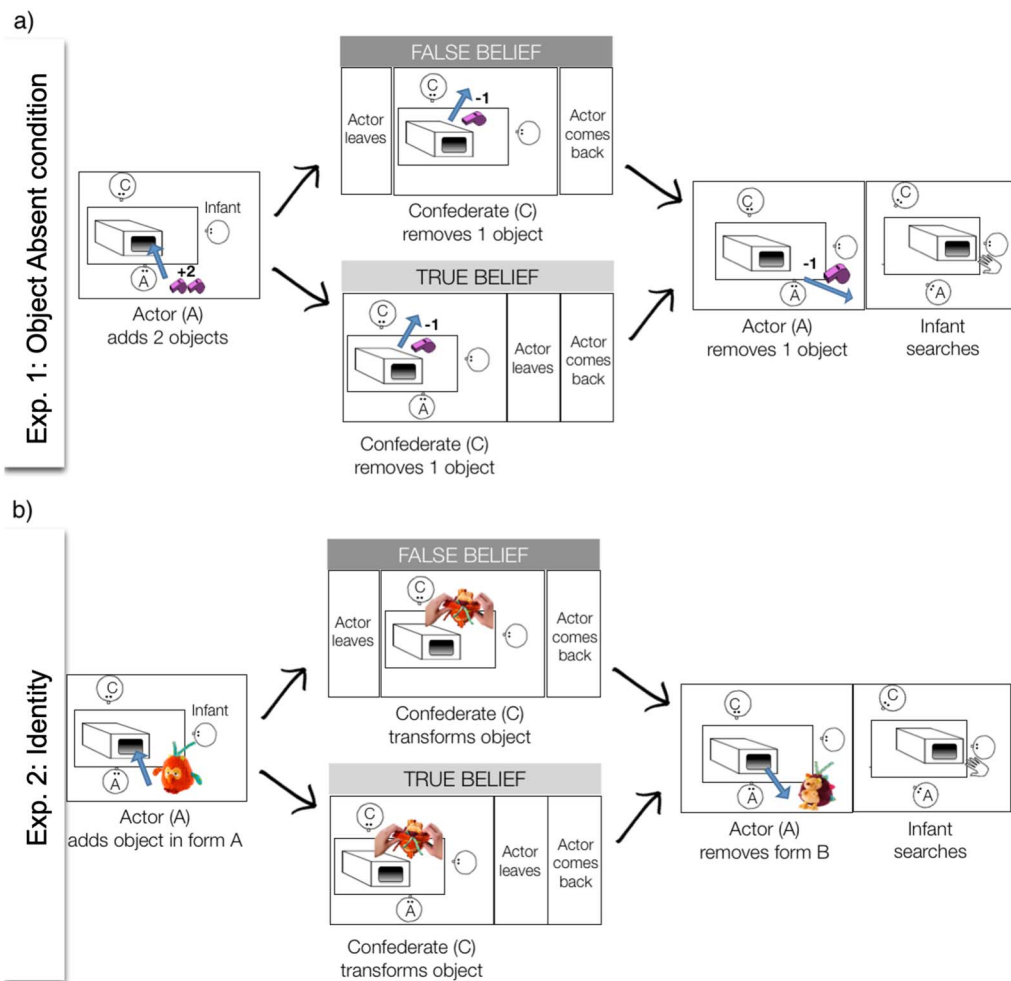 a)
Exp. 1: Object Absent condition
C
Infant
A
+2
Actor (A)
adds 2 objects
FALSE BELIEF
Actor
leaves
C
-1
Actor
comes
back
Confederate (C)
removes 1 object
TRUE BELIEF
C
-1
A
Actor
leaves
Actor
comes
back
Confederate (C)
removes 1 object
C
-1
A
Actor (A)
removes 1 object
C
A
Infant
searches
b)
Exp. 2: Identity
C
Infant
A
Actor (A)
adds object in form A
FALSE BELIEF
Actor
leaves
C
Actor
comes
back
Confederate (C)
transforms object
TRUE BELIEF
C
A
Actor
leaves
Actor
comes
back
Confederate (C)
transforms object
C
A
Actor (A)
removes form B
C
A
Infant
searches